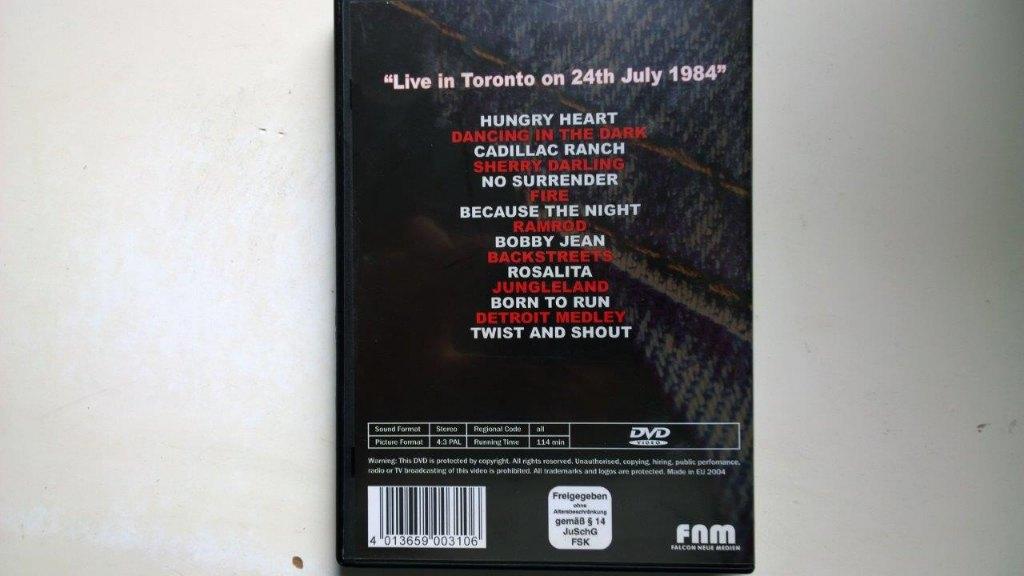 “Live in Toronto on 24th July 1984”
HUNGRY HEART
DANCING IN THE DARK
CADILLAC RANCH
SHERRY DARLING
NO SURRENDER
FIRE
BECAUSE THE NIGHT
RAMROD
BOBBY JEAN
BACKSTREETS
ROSALITA
JUNGLELAND
BORN TO RUN
DETROIT MEDLEY
TWIST AND SHOUT
Sound Format Stereo Regional Code all
Picture Format 4:3 PAL Running Time 114 min
DVD
VIDEO
Warning: This DVD is protected by copyright. All rights reserved. Unauthorised, copying, hiring, public perfomance,
radio or TV broadcasting of this video is prohibited. All trademarks and logos are protected. Made in EU 2004
4 013659 003106
Freigegeben
ohne
Altersbeschränkung
gemäß § 14
JuSchG
FSK
FNM
FALCON NEUE MEDIEN